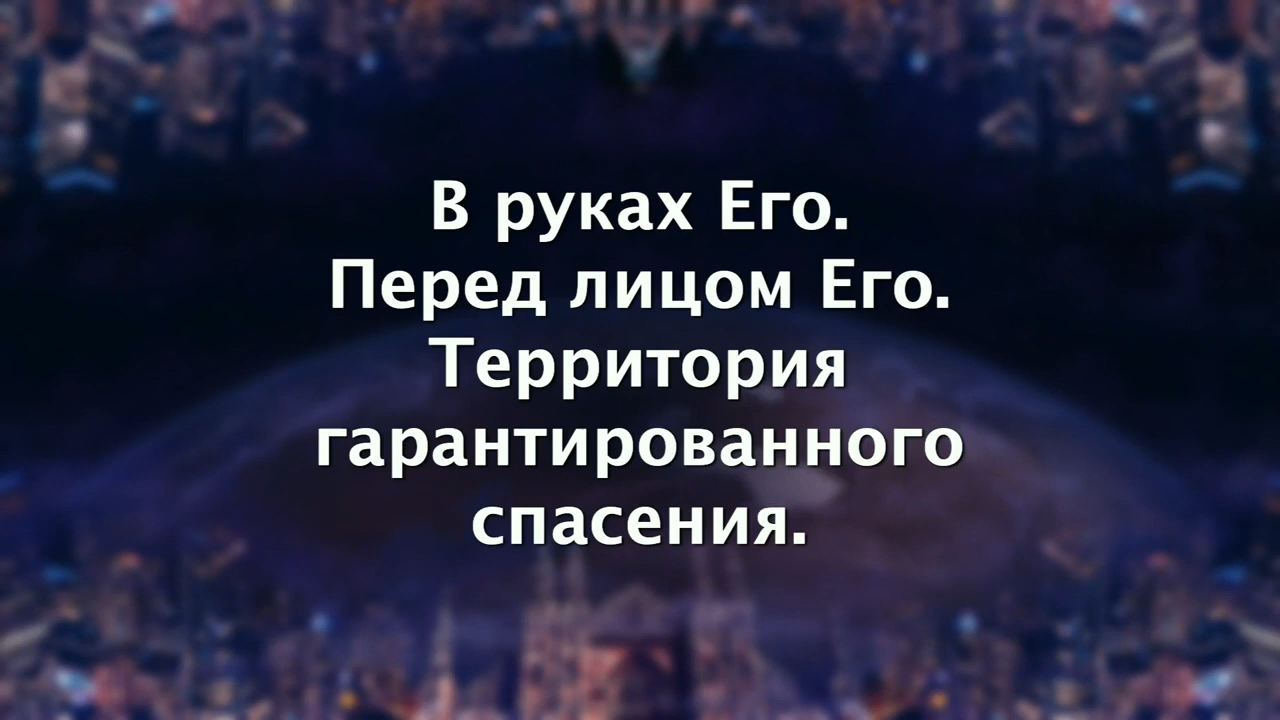 В руках Его.
Перед лицом Его.
Территория
гарантированного
спасения.